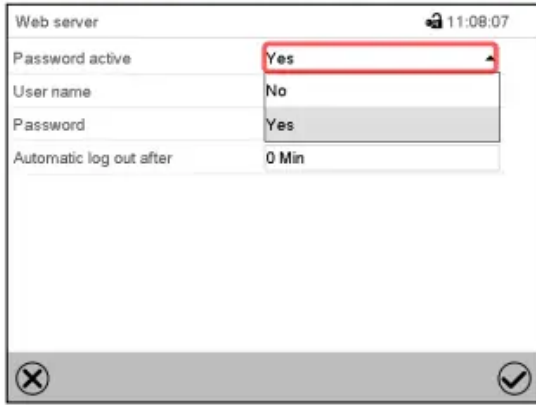 Web server 11:08:07
Password active Yes
User name No
Password Yes
Automatic log out after 0 Min